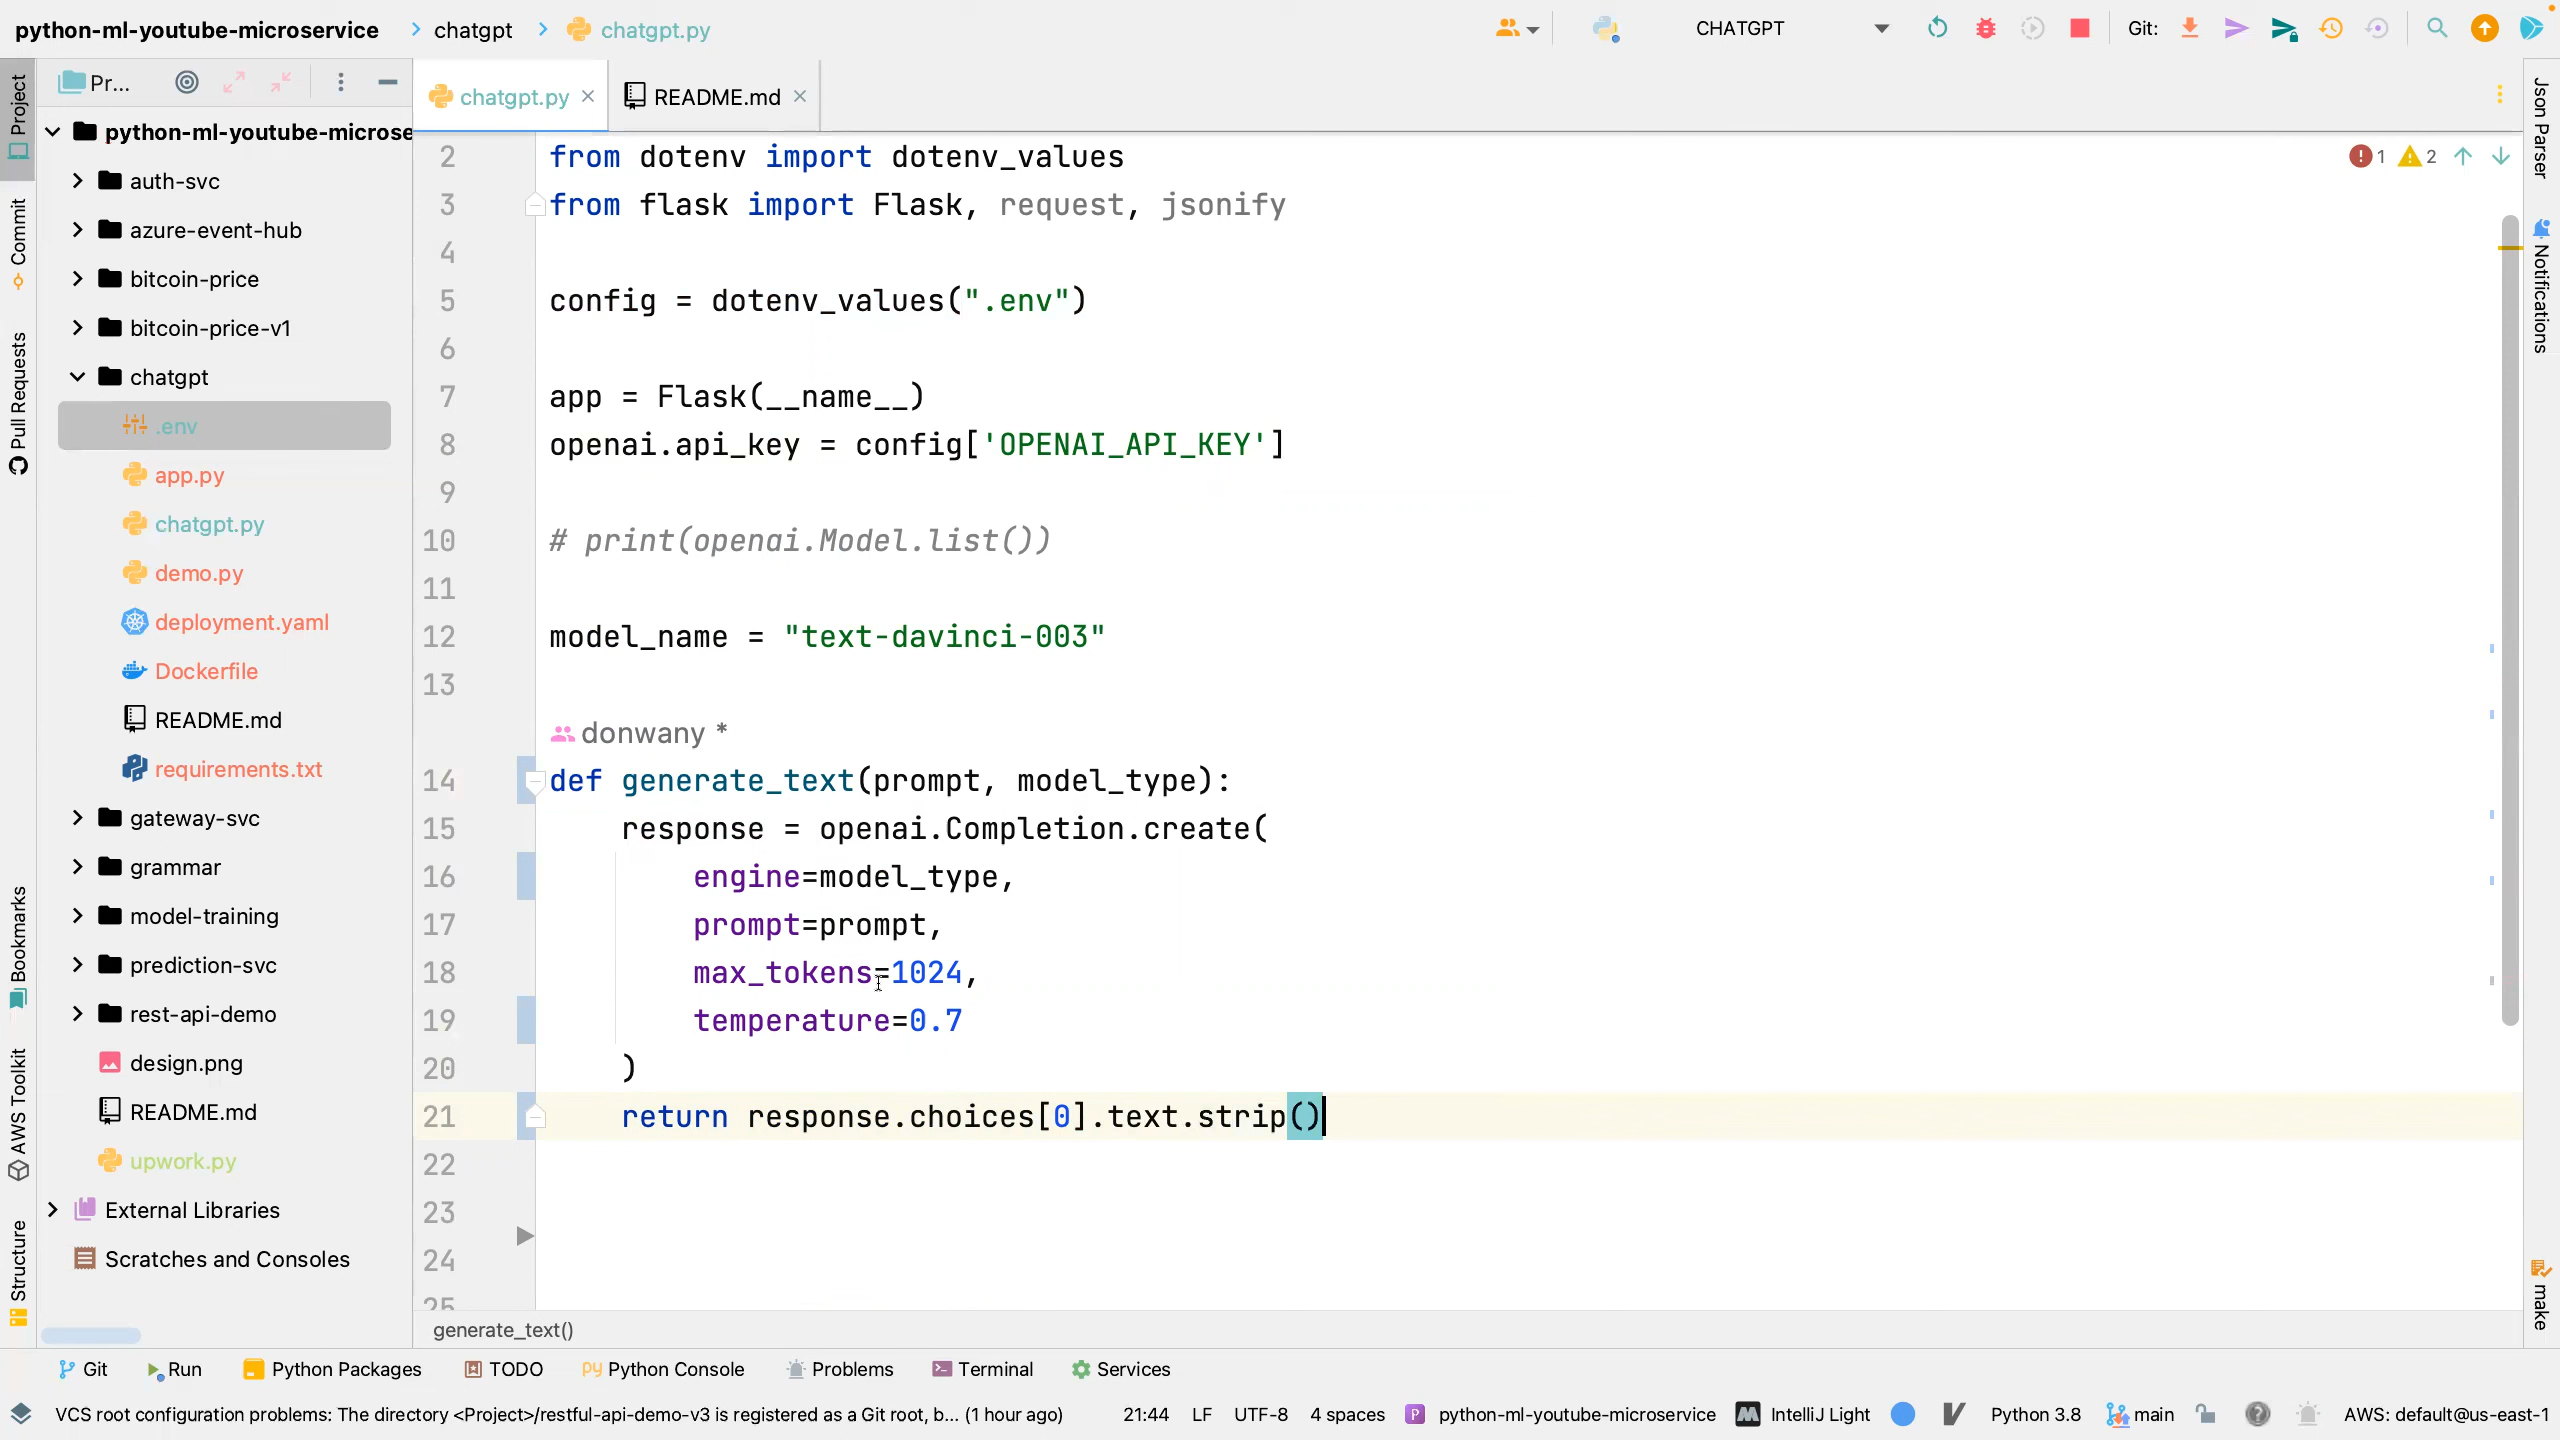 python-ml-youtube-microservice
chatgpt
chatgpt.py
CHATGPT
Git:
Pr...
chatgpt.py
README.md
Project
Commit
Pull Requests
Bookmarks
AWS Toolkit
Structure
python-ml-youtube-microse
auth-svc
azure-event-hub
bitcoin-price
bitcoin-price-v1
chatgpt
.env
app.py
chatgpt.py
demo.py
deployment.yaml
Dockerfile
README.md
requirements.txt
gateway-svc
grammar
model-training
prediction-svc
rest-api-demo
design.png
README.md
upwork.py
External Libraries
Scratches and Consoles
1 2
2 from dotenv import dotenv_values
3 from flask import Flask, request, jsonify
4
5 config = dotenv_values(".env")
6
7 app = Flask(__name__)
8 openai.api_key = config['OPENAI_API_KEY']
9
10 # print(openai.Model.list())
11
12 model_name = "text-davinci-003"
13
donwany *
14 def generate_text(prompt, model_type):
15 response = openai.Completion.create(
16 engine=model_type,
17 prompt=prompt,
18 max_tokens=1024,
19 temperature=0.7
20 )
21 return response.choices[0].text.strip()
22
23
24
25
generate_text()
Json Parser
Notifications
make
Git
Run
Python Packages
TODO
Python Console
Problems
Terminal
Services
VCS root configuration problems: The directory <Project>/restful-api-demo-v3 is registered as a Git root, b... (1 hour ago)
21:44
LF
UTF-8
4 spaces
python-ml-youtube-microservice
IntelliJ Light
Python 3.8
main
AWS: default@us-east-1